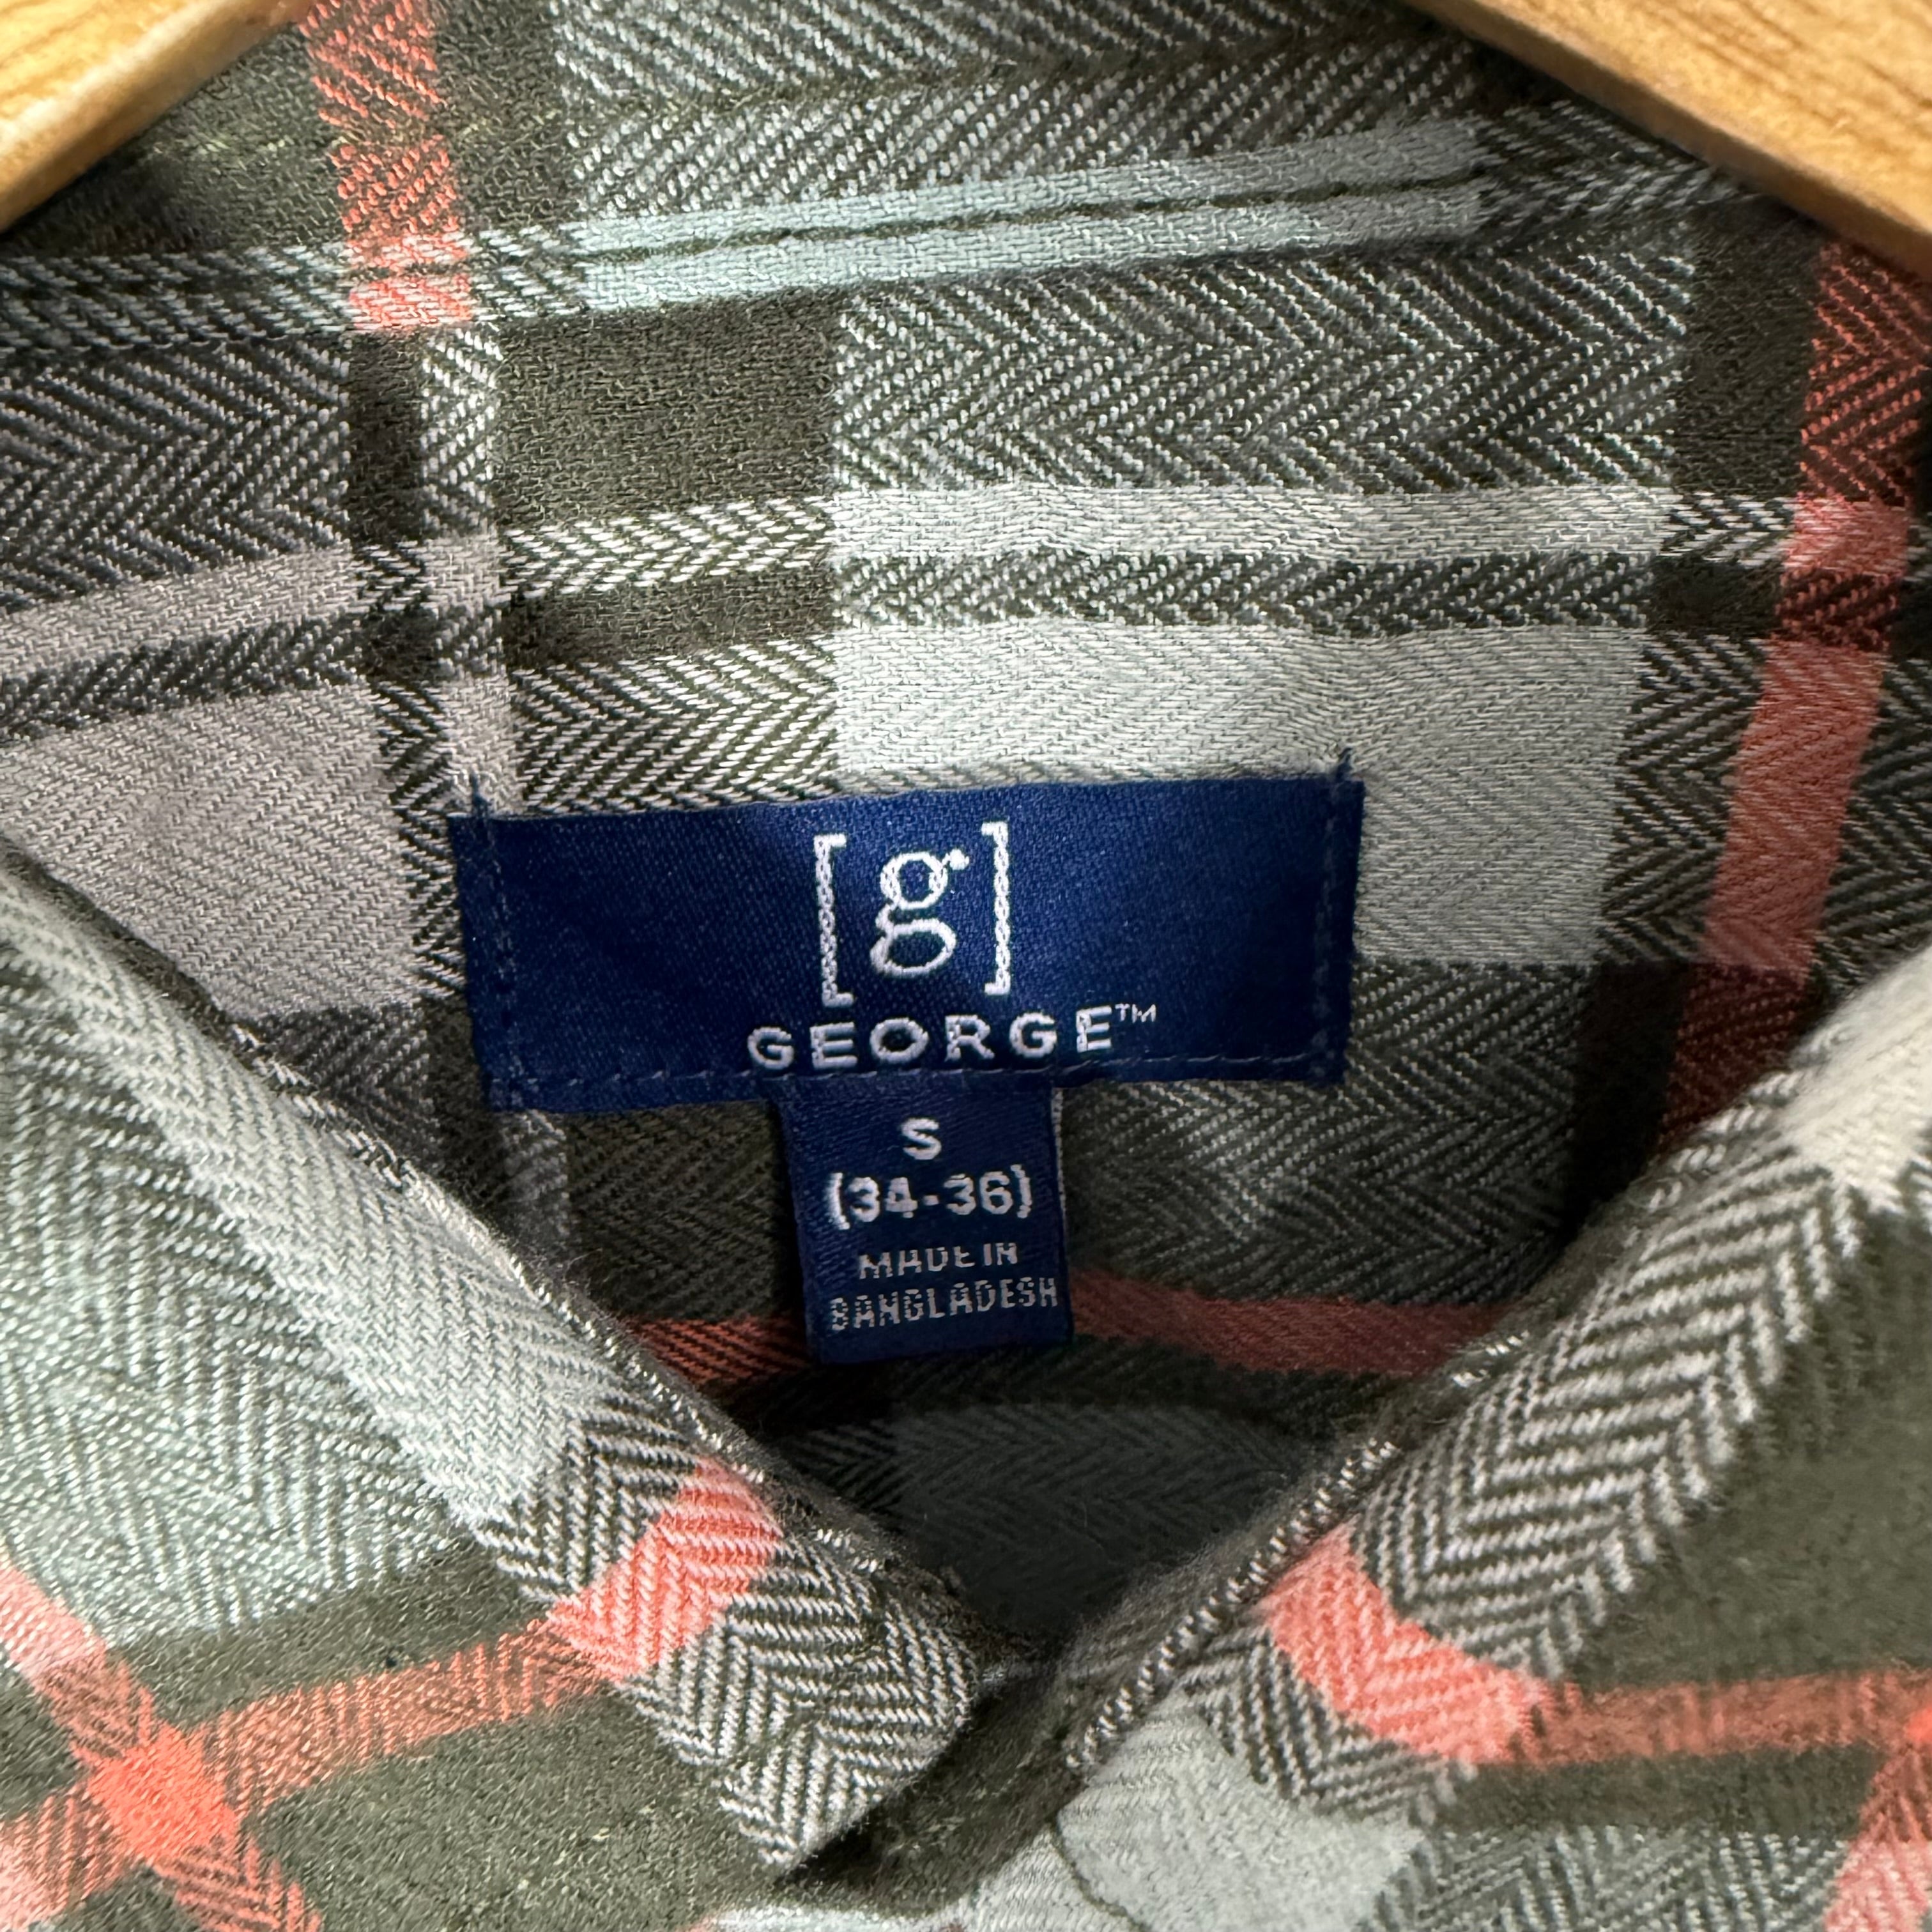 [g]
GEORGE™
S
(34-36)
MADE IN
BANGLADESH